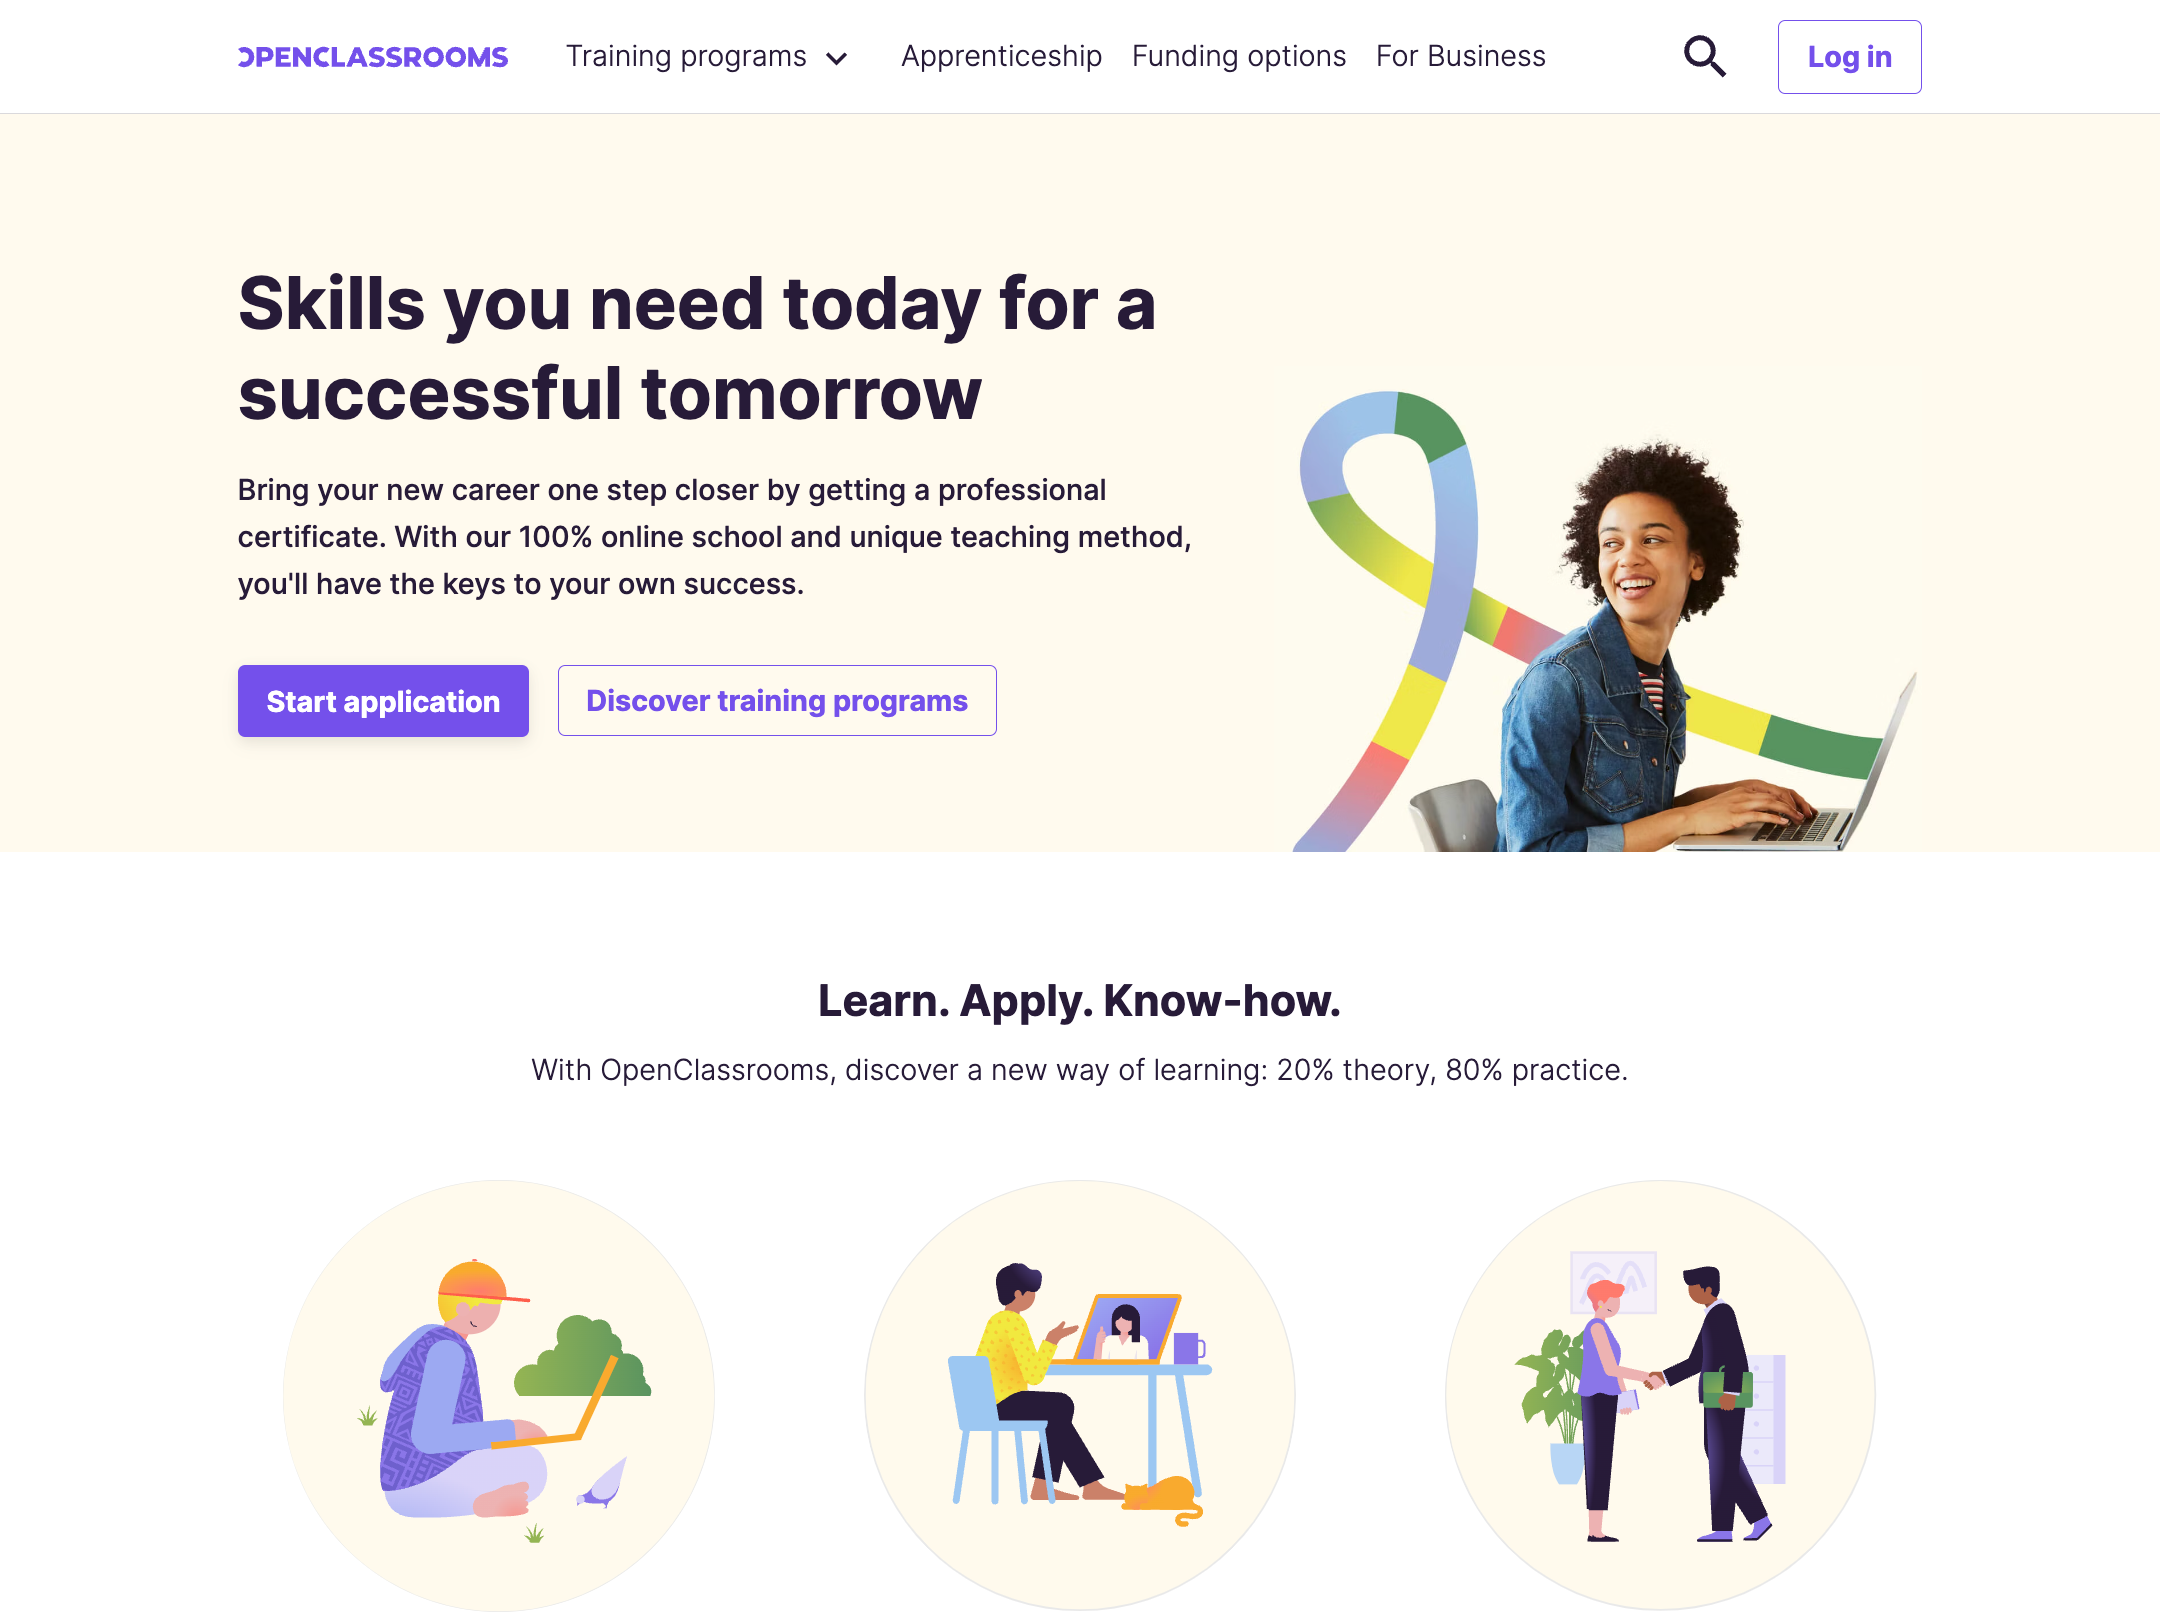 OPENCLASSROOMS
Training programs
Apprenticeship
Funding options
For Business
Log in
Skills you need today for a
successful tomorrow
Bring your new career one step closer by getting a professional
certificate. With our 100% online school and unique teaching method,
you'll have the keys to your own success.
Start application
Discover training programs
Learn. Apply. Know-how.
With OpenClassrooms, discover a new way of learning: 20% theory, 80% practice.